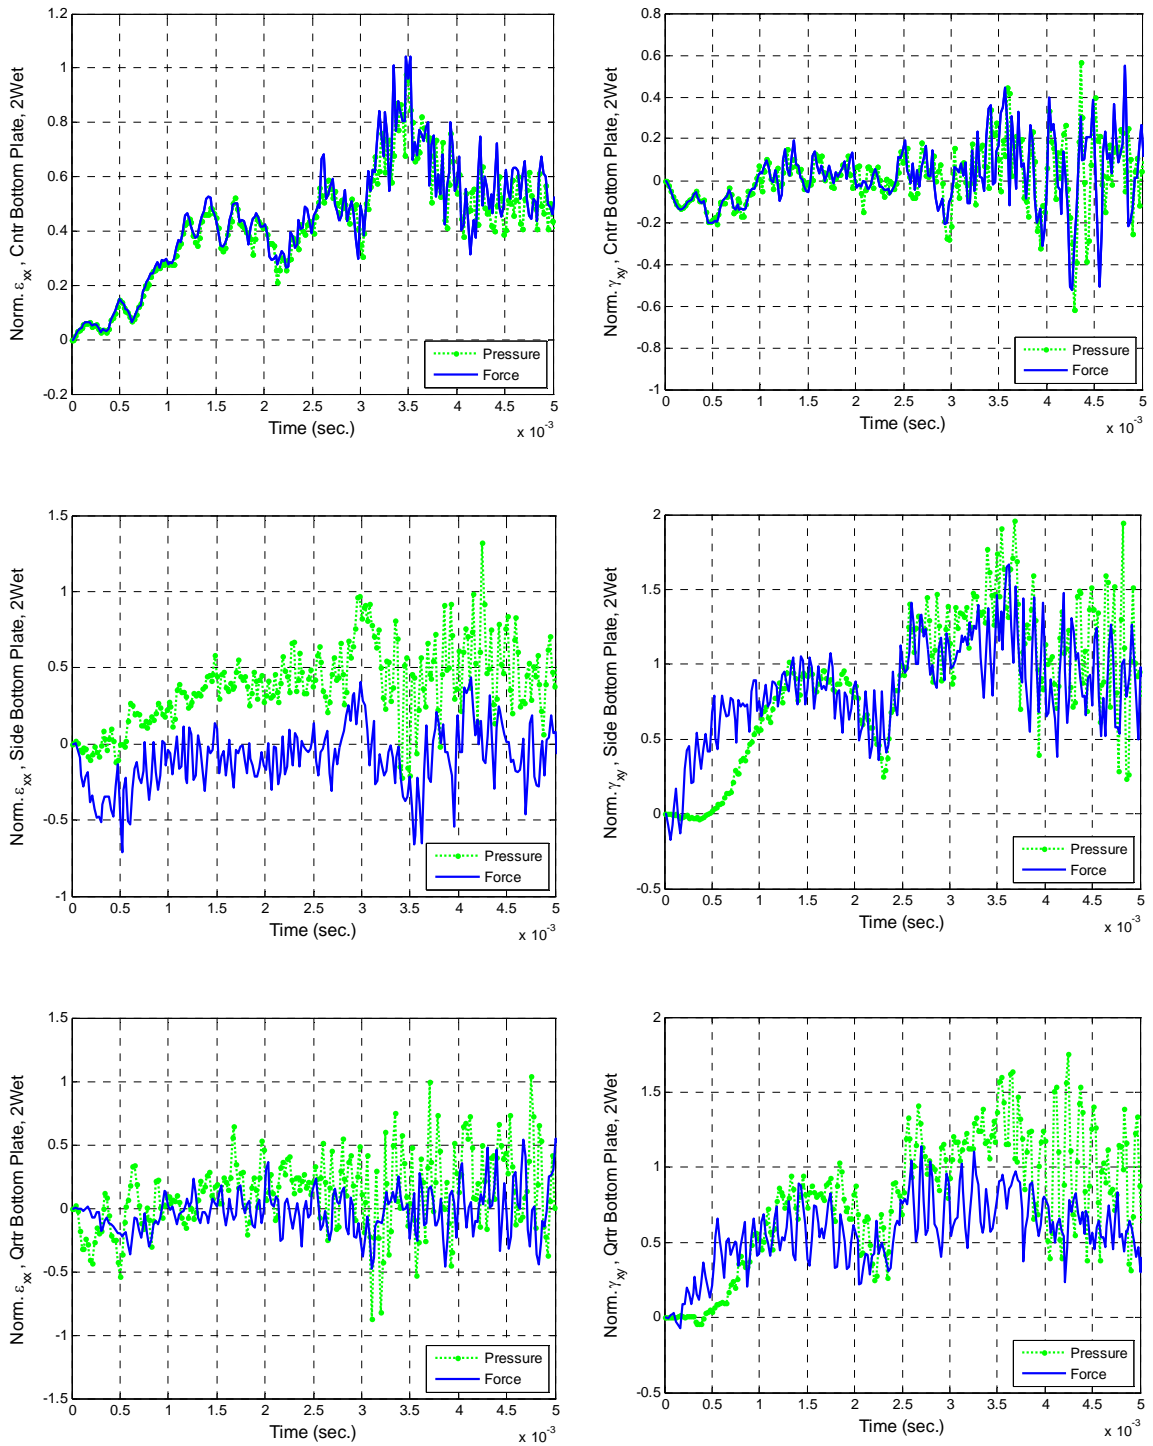 Norm. εxx , Cntr Bottom Plate, 2Wet
1.2
1
0.8
0.6
0.4
0.2
0
-0.2
Pressure
Force
0 0.5 1 1.5 2 2.5 3 3.5 4 4.5 5
Time (sec.)
x 10-3
Norm. γxy , Cntr Bottom Plate, 2Wet
0.8
0.6
0.4
0.2
0
-0.2
-0.4
-0.6
-0.8
-1
Pressure
Force
0 0.5 1 1.5 2 2.5 3 3.5 4 4.5 5
Time (sec.)
x 10-3
Norm. εxx , Side Bottom Plate, 2Wet
1.5
1
0.5
0
-0.5
-1
Pressure
Force
0 0.5 1 1.5 2 2.5 3 3.5 4 4.5 5
Time (sec.)
x 10-3
Norm. γxy , Side Bottom Plate, 2Wet
2
1.5
1
0.5
0
-0.5
Pressure
Force
0 0.5 1 1.5 2 2.5 3 3.5 4 4.5 5
Time (sec.)
x 10-3
Norm. εxx , Qrtr Bottom Plate, 2Wet
1.5
1
0.5
0
-0.5
-1
-1.5
Pressure
Force
0 0.5 1 1.5 2 2.5 3 3.5 4 4.5 5
Time (sec.)
x 10-3
Norm. γxy , Qrtr Bottom Plate, 2Wet
2
1.5
1
0.5
0
-0.5
Pressure
Force
0 0.5 1 1.5 2 2.5 3 3.5 4 4.5 5
Time (sec.)
x 10-3